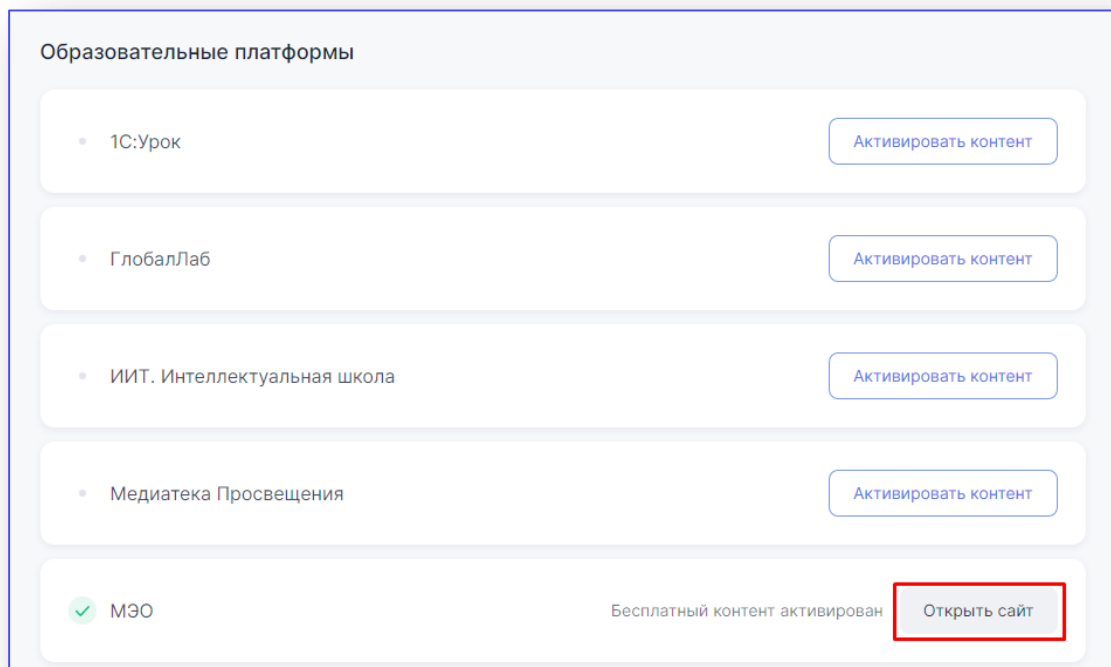 Образовательные платформы
1С:Урок
Активировать контент
ГлобалЛаб
Активировать контент
ИИТ. Интеллектуальная школа
Активировать контент
Медиатека Просвещения
Активировать контент
МЭО
Бесплатный контент активирован
Открыть сайт